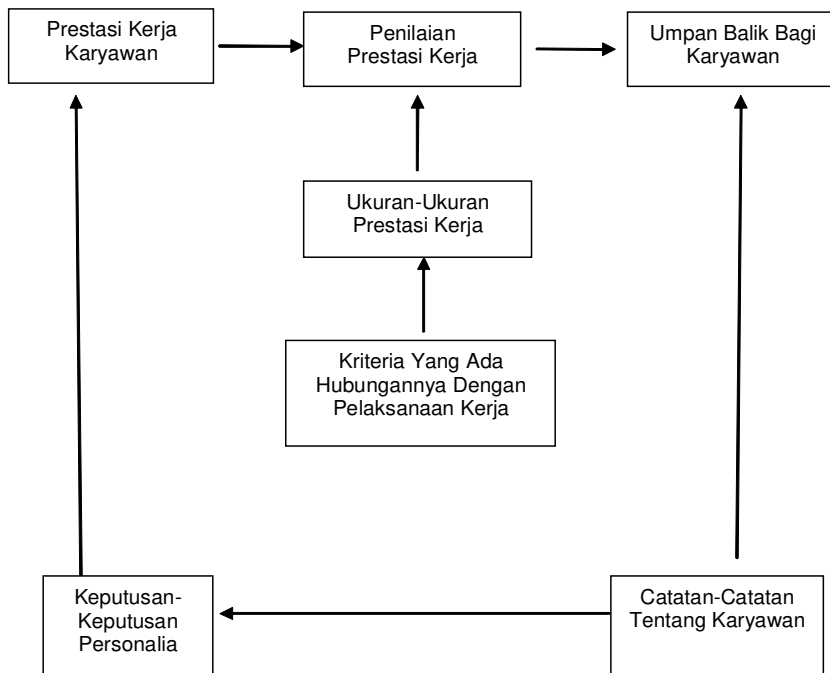 Prestasi Kerja
Karyawan
Penilaian
Prestasi Kerja
Umpan Balik Bagi
Karyawan
Ukuran-Ukuran
Prestasi Kerja
Kriteria Yang Ada
Hubungannya Dengan
Pelaksanaan Kerja
Keputusan-
Keputusan
Personalia
Catatan-Catatan
Tentang Karyawan